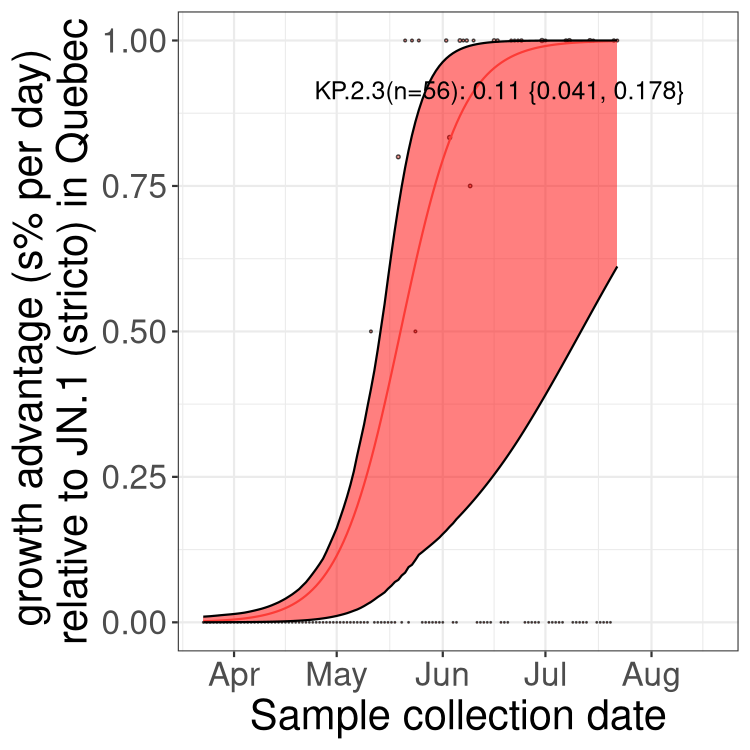 growth advantage (s% per day)
relative to JN.1 (stricto) in Quebec
1.00
0.75
0.50
0.25
0.00
KP.2.3(n=56): 0.11 {0.041, 0.178}
Apr May Jun Jul Aug
Sample collection date